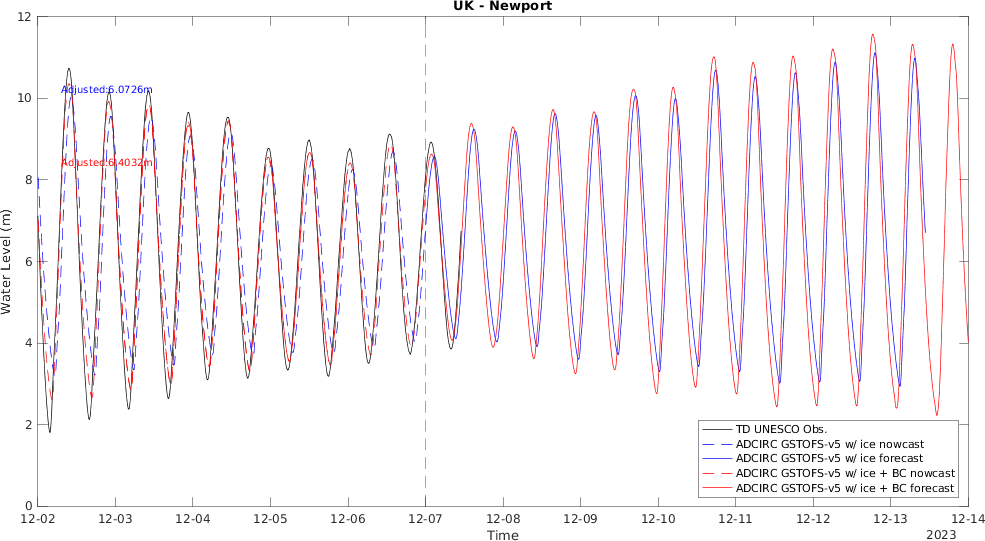 UK - Newport
12
10
8
6
4
2
0
Water Level (m)
Adjusted:6.0726m
Adjusted:6.4032m
TD UNESCO Obs.
ADCIRC GSTOFS-v5 w/ ice nowcast
ADCIRC GSTOFS-v5 w/ ice forecast
ADCIRC GSTOFS-v5 w/ ice + BC nowcast
ADCIRC GSTOFS-v5 w/ ice + BC forecast
12-02 12-03 12-04 12-05 12-06 12-07 12-08 12-09 12-10 12-11 12-12 12-13 12-14
Time
2023